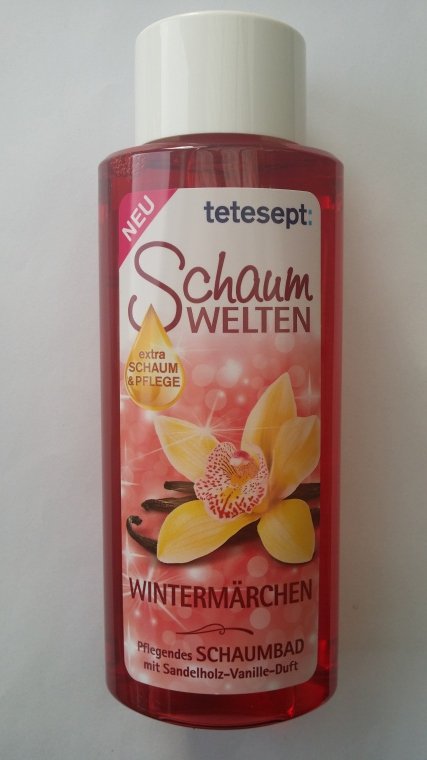 NEU
tetesept:
Schaum
WELTEN
extra
SCHAUM
&PFLEGE
WINTERMÄRCHEN
Pflegendes SCHAUMBAD
mit Sandelholz-Vanille-Duft